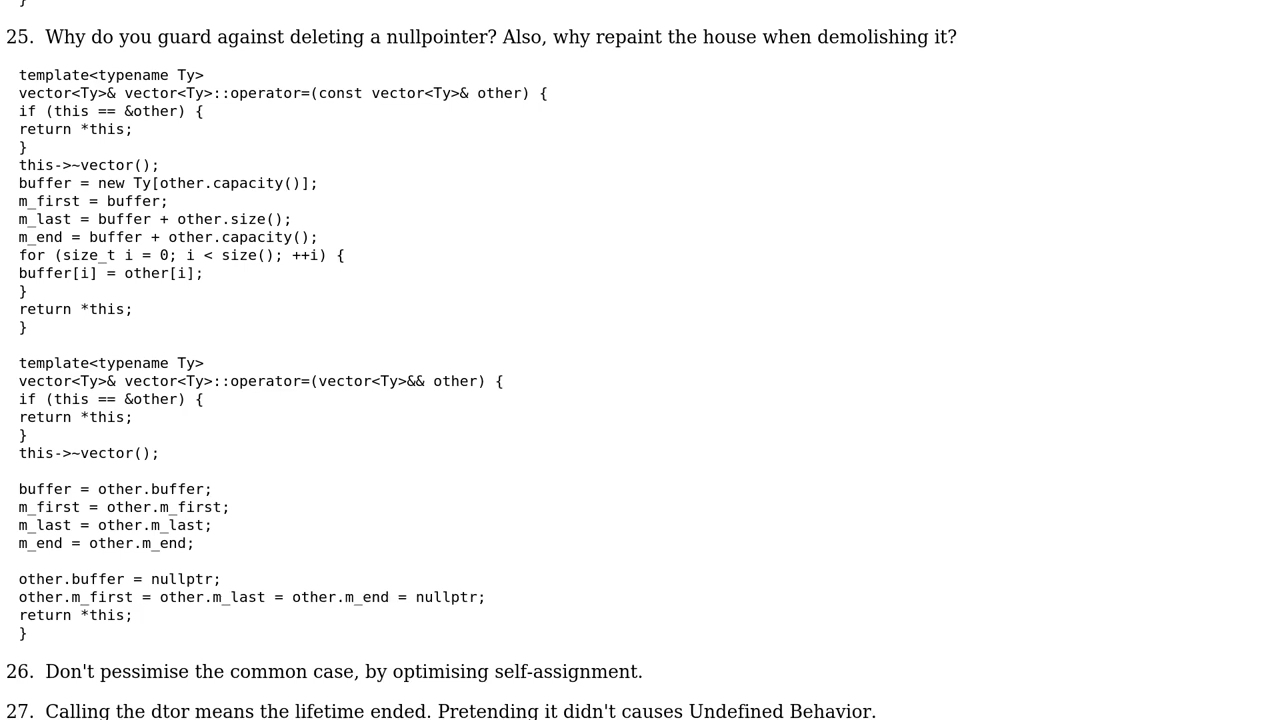 }
25. Why do you guard against deleting a nullpointer? Also, why repaint the house when demolishing it?
template<typename Ty>
vector<Ty>& vector<Ty>::operator=(const vector<Ty>& other) {
if (this == &other) {
return *this;
}
this->~vector();
buffer = new Ty[other.capacity()];
m_first = buffer;
m_last = buffer + other.size();
m_end = buffer + other.capacity();
for (size_t i = 0; i < size(); ++i) {
buffer[i] = other[i];
}
return *this;
}
template<typename Ty>
vector<Ty>& vector<Ty>::operator=(vector<Ty>&& other) {
if (this == &other) {
return *this;
}
this->~vector();
buffer = other.buffer;
m_first = other.m_first;
m_last = other.m_last;
m_end = other.m_end;
other.buffer = nullptr;
other.m_first = other.m_last = other.m_end = nullptr;
return *this;
}
26. Don't pessimise the common case, by optimising self-assignment.
27. Calling the dtor means the lifetime ended. Pretending it didn't causes Undefined Behavior.